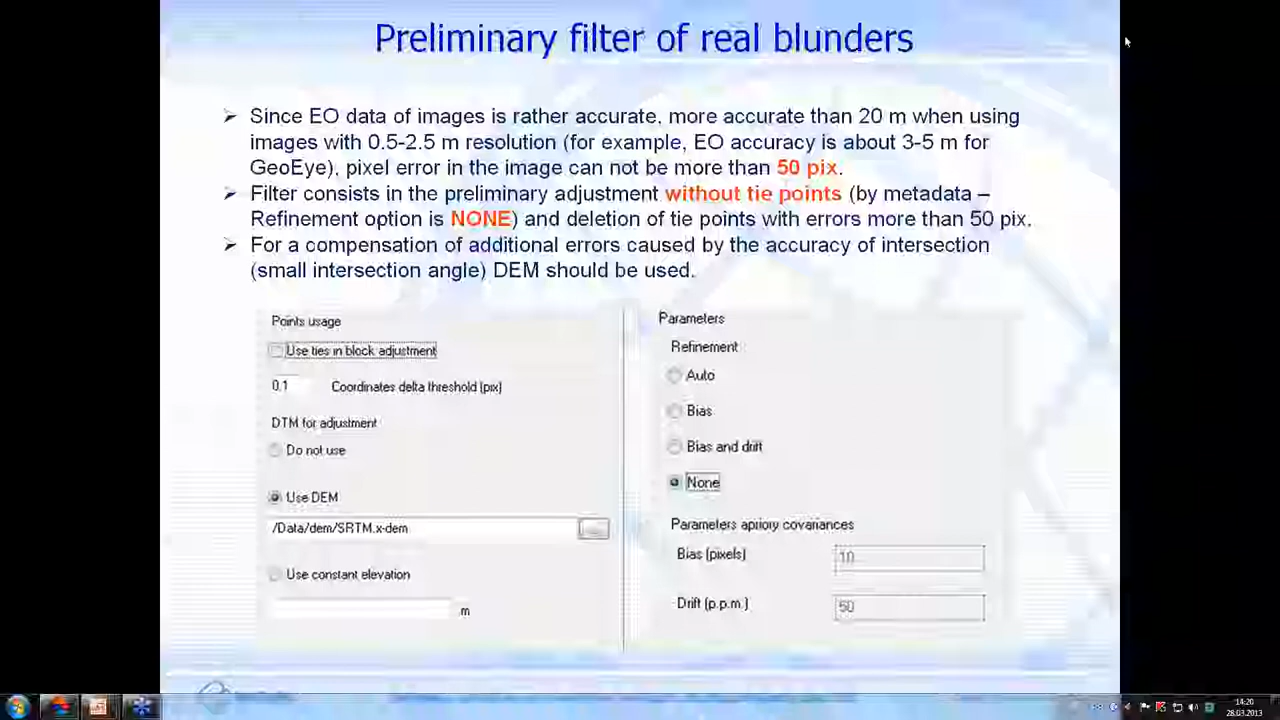 Preliminary filter of real blunders
Since EO data of images is rather accurate, more accurate than 20 m when using
images with 0.5-2.5 m resolution (for example, EO accuracy is about 3-5 m for
GeoEye), pixel error in the image can not be more than 50 pix.
Filter consists in the preliminary adjustment without tie points (by metadata –
Refinement option is NONE) and deletion of tie points with errors more than 50 pix.
For a compensation of additional errors caused by the accuracy of intersection
(small intersection angle) DEM should be used.
Points usage
Use ties in block adjustment
0.1 Coordinates delta threshold (pix)
DTM for adjustment
Do not use
Use DEM
/Data/dem/SRTM.x-dem
...
Use constant elevation
m
Parameters
Refinement
Auto
Bias
Bias and drift
None
Parameters apriory covariances
Bias (pixels) 10
Drift (p.p.m.) 50
14:20
28.03.2013